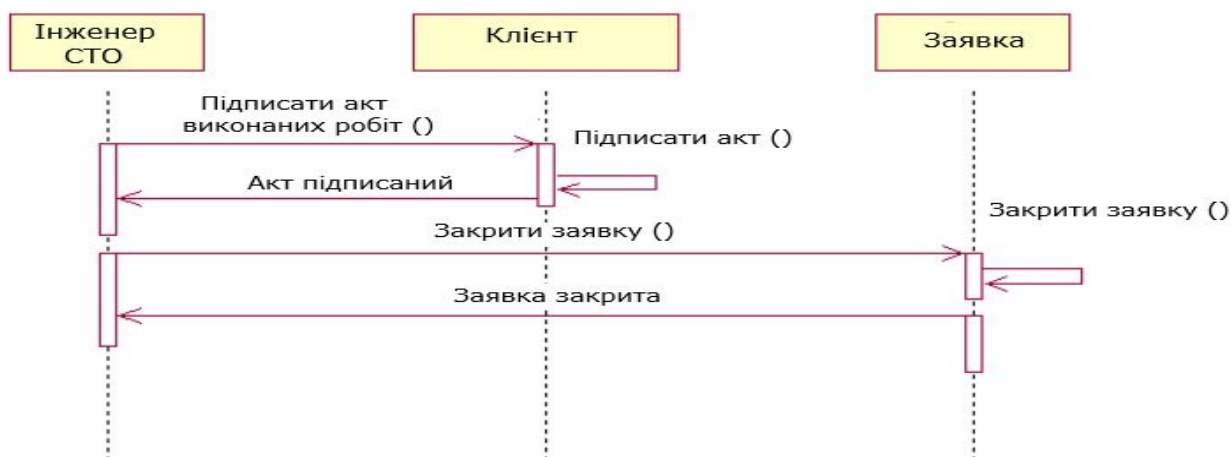 Інженер
СТО
Клієнт
Заявка
Підписати акт
виконаних робіт ()
Підписати акт ()
Акт підписаний
Закрити заявку ()
Закрити заявку ()
Заявка закрита